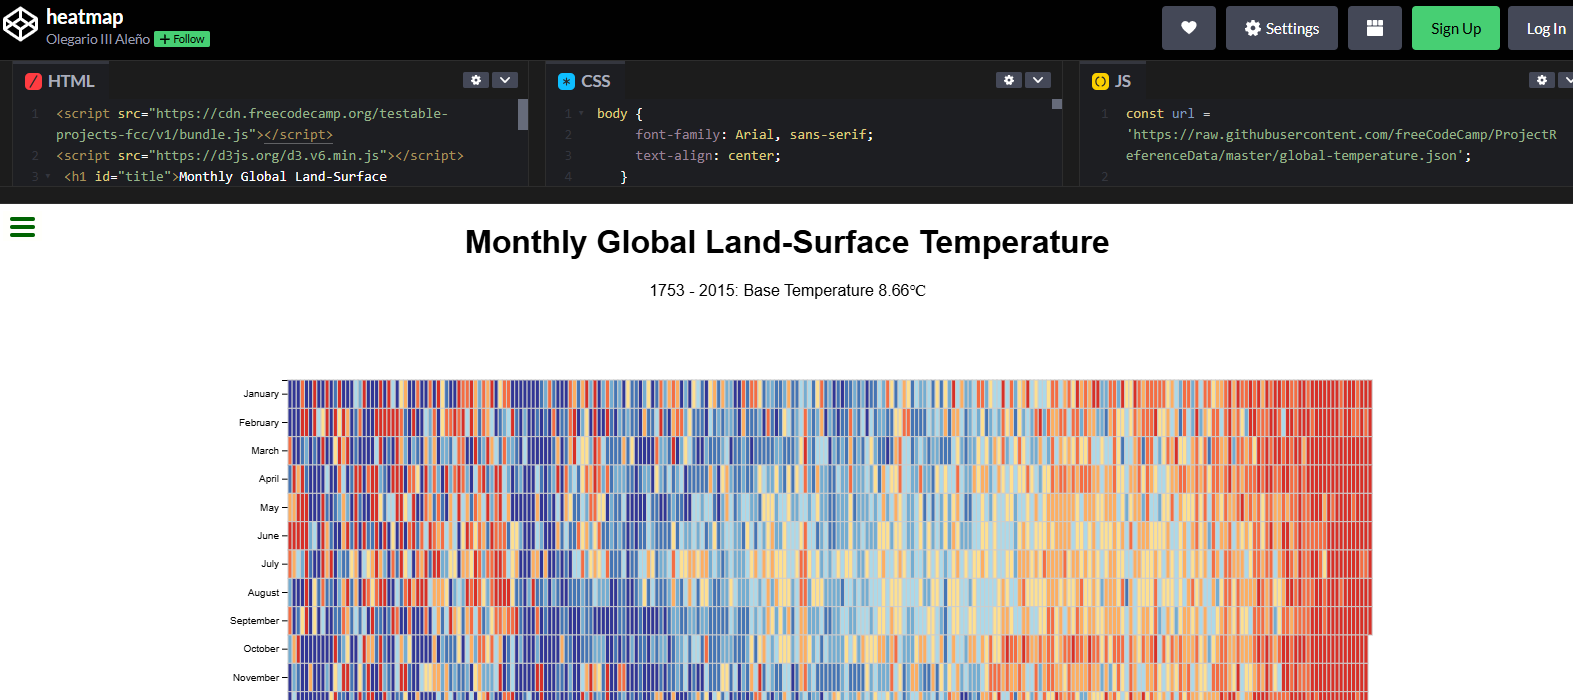 heatmap
Olegario III Aleño + Follow
Settings
Sign Up
Log In
HTML
CSS
JS
1 <script src="https://cdn.freecodecamp.org/testable-
projects-fcc/v1/bundle.js"></script>
2 <script src="https://d3js.org/d3.v6.min.js"></script>
3 <h1 id="title">Monthly Global Land-Surface
1 body {
2 font-family: Arial, sans-serif;
3 text-align: center;
4 }
1 const url =
'https://raw.githubusercontent.com/freeCodeCamp/ProjectR
eferenceData/master/global-temperature.json';
2
Monthly Global Land-Surface Temperature
1753 - 2015: Base Temperature 8.66℃
January
February
March
April
May
June
July
August
September
October
November